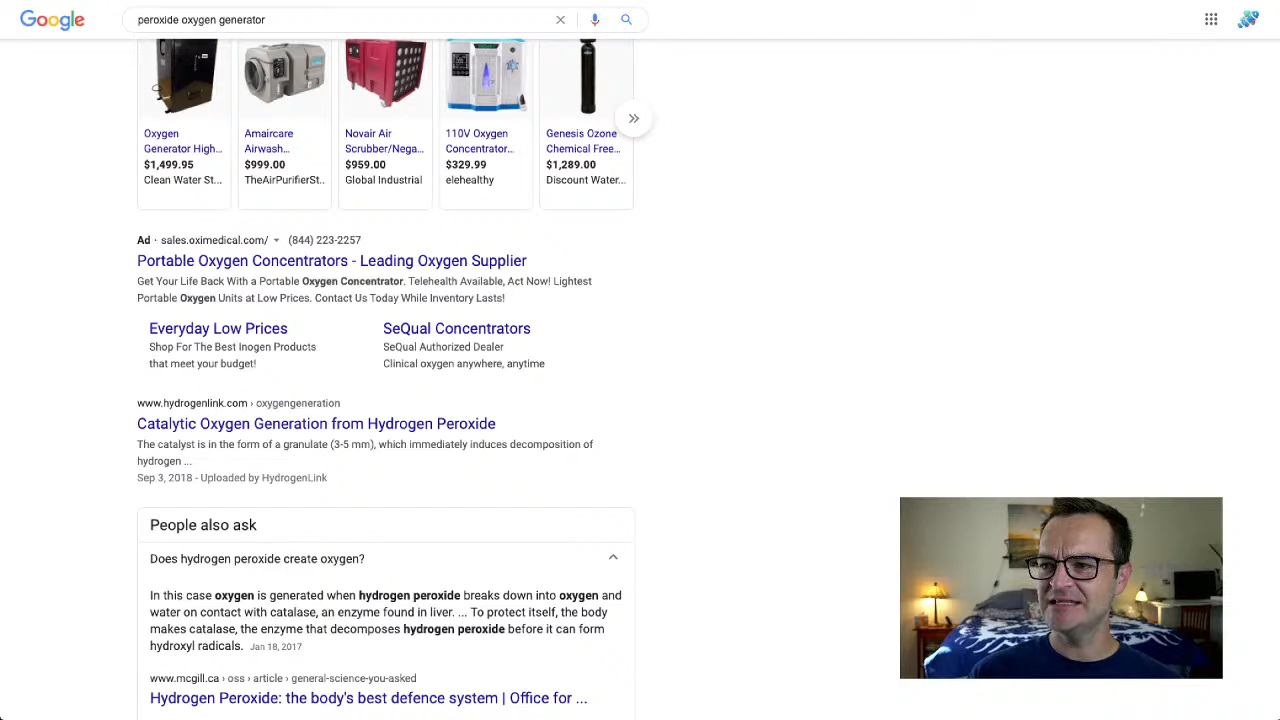 Google
peroxide oxygen generator
Oxygen
Generator High...
$1,499.95
Clean Water St...
Amaircare
Airwash...
$999.00
TheAirPurifierSt..
Novair Air
Scrubber/Nega...
$959.00
Global Industrial
110V Oxygen
Concentrator...
$329.99
elehealthy
Genesis Ozone
Chemical Free...
$1,289.00
Discount Water...
Ad · sales.oximedical.com/ (844) 223-2257
Portable Oxygen Concentrators - Leading Oxygen Supplier
Get Your Life Back With a Portable Oxygen Concentrator. Telehealth Available, Act Now! Lightest
Portable Oxygen Units at Low Prices. Contact Us Today While Inventory Lasts!
Everyday Low Prices
Shop For The Best Inogen Products
that meet your budget!
SeQual Concentrators
SeQual Authorized Dealer
Clinical oxygen anywhere, anytime
www.hydrogenlink.com › oxygengeneration
Catalytic Oxygen Generation from Hydrogen Peroxide
The catalyst is in the form of a granulate (3-5 mm), which immediately induces decomposition of
hydrogen ...
Sep 3, 2018 - Uploaded by HydrogenLink
People also ask
Does hydrogen peroxide create oxygen?
In this case oxygen is generated when hydrogen peroxide breaks down into oxygen and
water on contact with catalase, an enzyme found in liver. ... To protect itself, the body
makes catalase, the enzyme that decomposes hydrogen peroxide before it can form
hydroxyl radicals. Jan 18, 2017
www.mcgill.ca › oss › article › general-science-you-asked
Hydrogen Peroxide: the body's best defence system | Office for ...